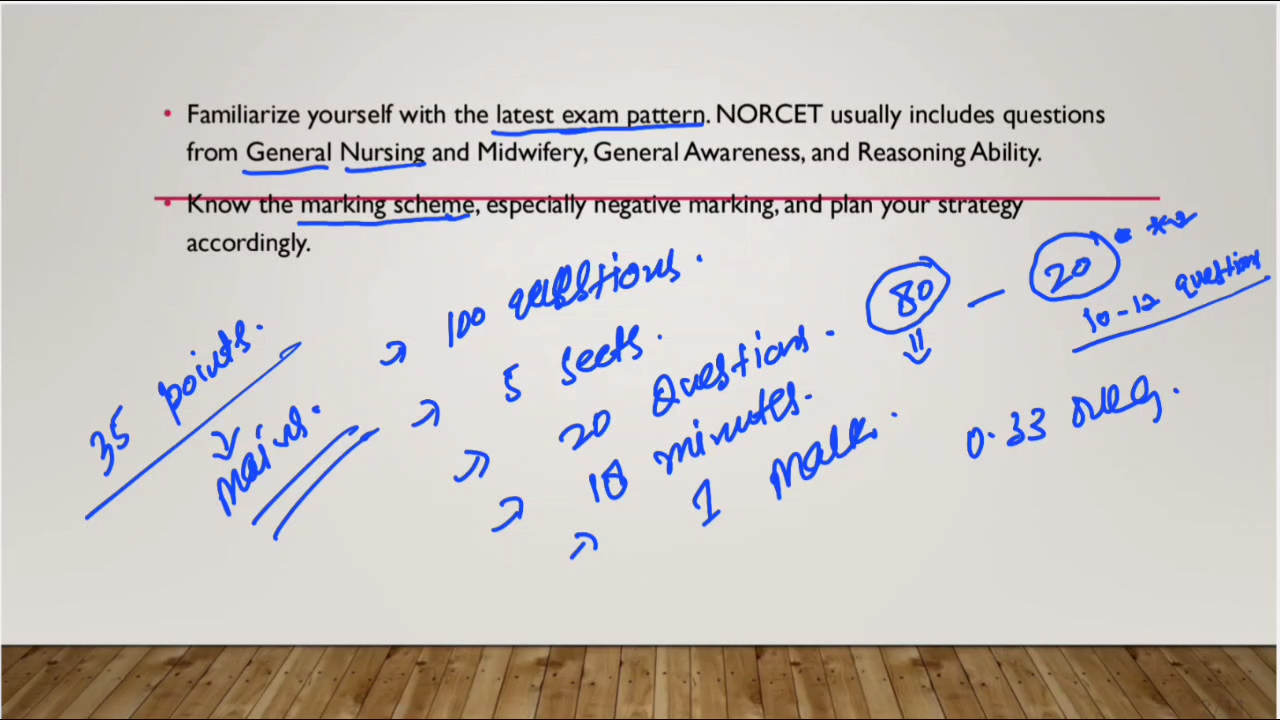 • Familiarize yourself with the latest exam pattern. NORCET usually includes questions
from General Nursing and Midwifery, General Awareness, and Reasoning Ability.
• Know the marking scheme, especially negative marking, and plan your strategy
accordingly.
→ 100 questions.
→ 5 sects.
→ 20 Questions.
→ 18 minutes.
→ 1 Mark.
80 — 20
10-12 question
0.33
35 points.
mains.